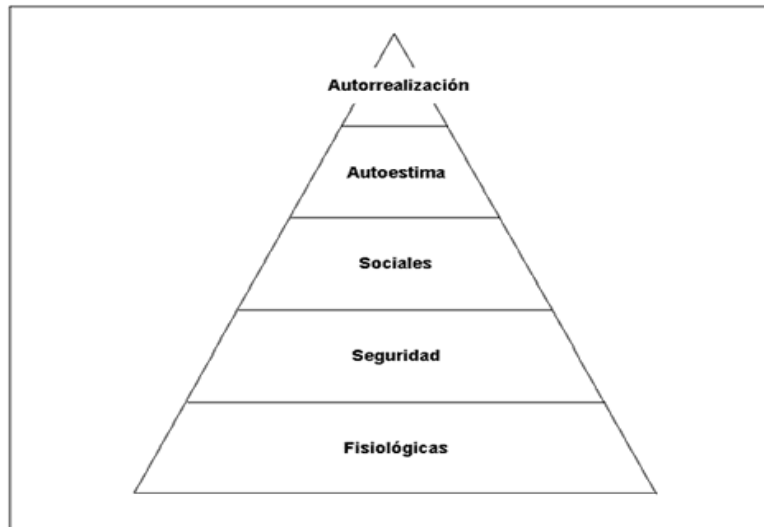 Autorrealización
Autoestima
Sociales
Seguridad
Fisiológicas